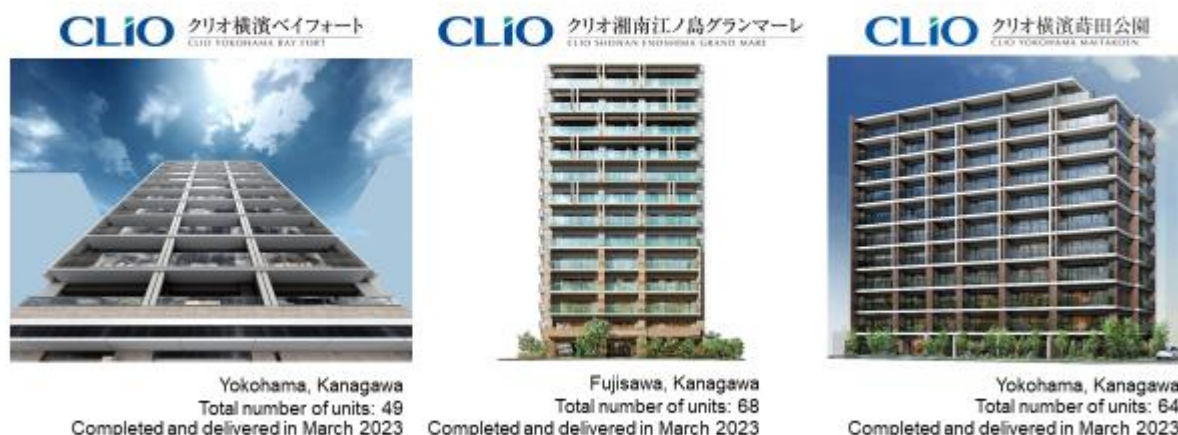 CLiO クリオ横濱ベイフォート
CLIO YOKOHAMA BAY FORT
Yokohama, Kanagawa
Total number of units: 49
Completed and delivered in March 2023
CLiO クリオ湘南江ノ島グランマーレ
CLIO SHONAN ENOSHIMA GRAND MARE
Fujisawa, Kanagawa
Total number of units: 68
Completed and delivered in March 2023
CLiO クリオ横濱蒔田公園
CLIO YOKOHAMA MAITAKOEN
Yokohama, Kanagawa
Total number of units: 64
Completed and delivered in March 2023